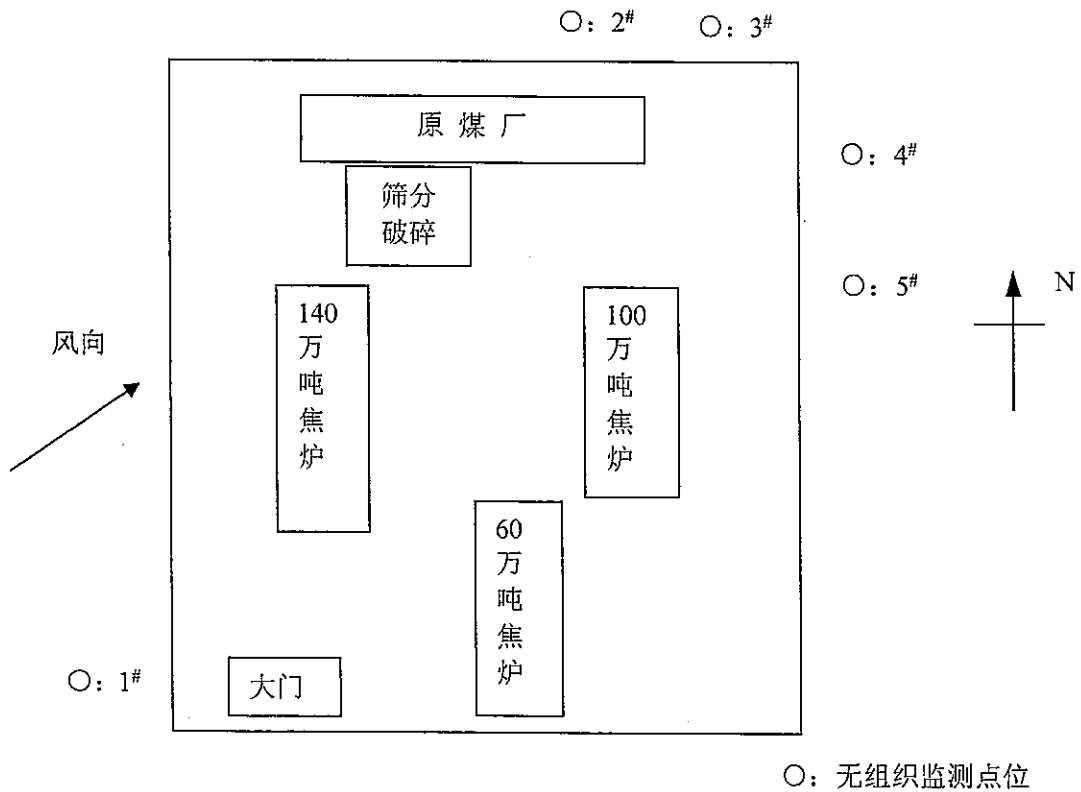 ○：2#
○：3#
原 煤 厂
○：4#
筛分
破碎
○：5#
N
140
万
吨
焦
炉
100
万
吨
焦
炉
风向
60
万
吨
焦
炉
○：1#
大门
○：无组织监测点位